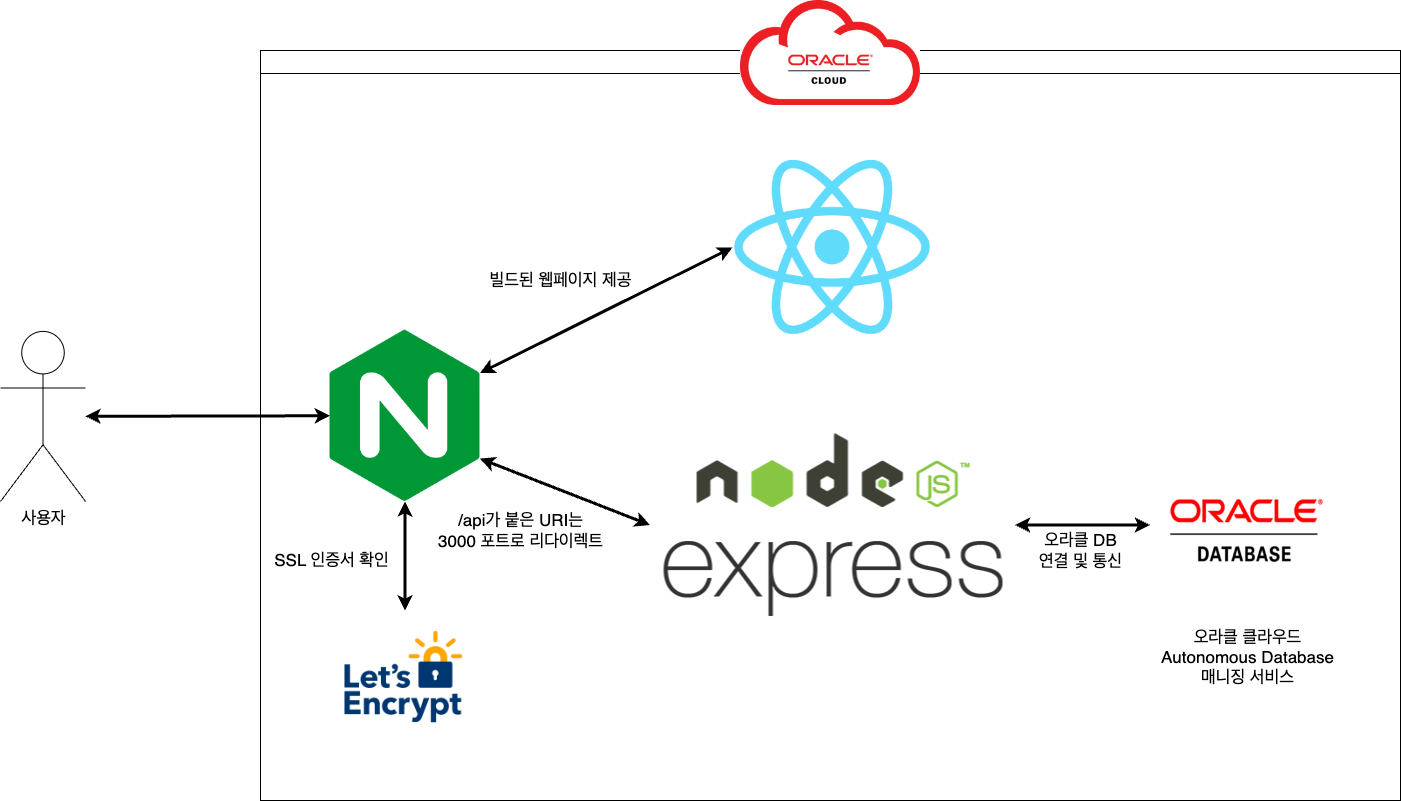 ORACLE®
CLOUD
빌드된 웹페이지 제공
사용자
node
JS™
/api가 붙은 URI는
3000 포트로 리다이렉트
express
SSL 인증서 확인
Let's
Encrypt
오라클 DB
연결 및 통신
ORACLE®
DATABASE
오라클 클라우드
Autonomous Database
매니징 서비스